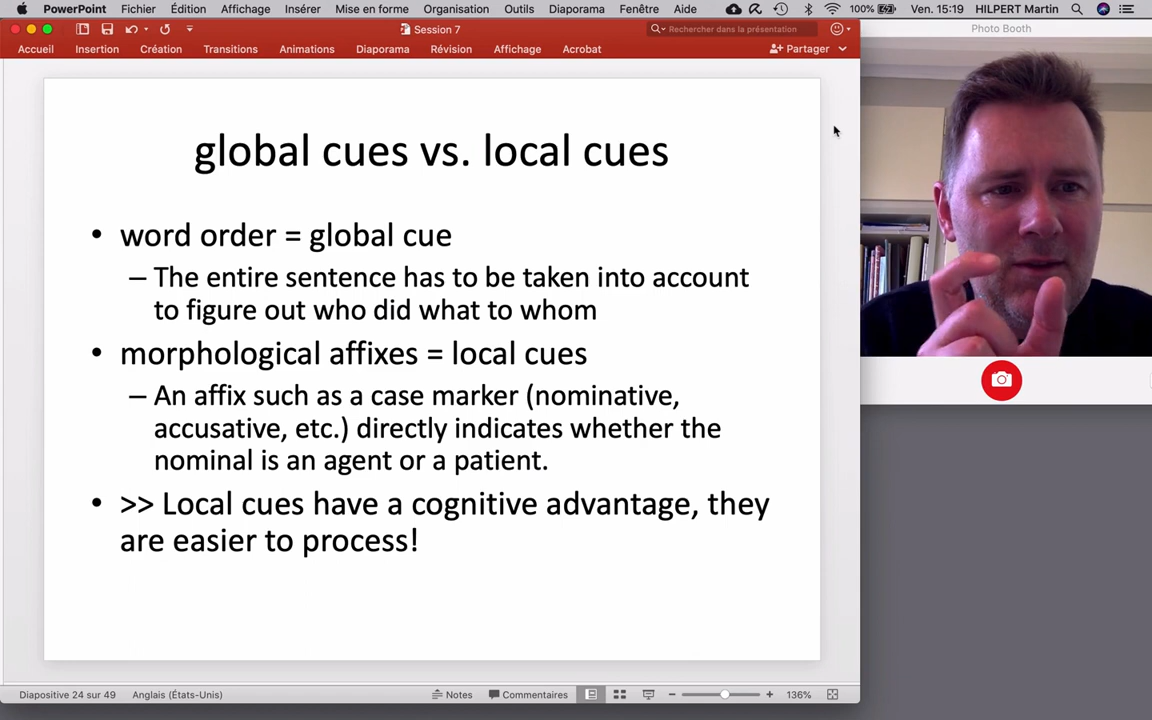 PowerPoint Fichier Édition Affichage Insérer Mise en forme Organisation Outils Diaporama Fenêtre Aide 100% Ven. 15:19 HILPERT Martin
Session 7
Rechercher dans la présentation
Photo Booth
Accueil Insertion Création Transitions Animations Diaporama Révision Affichage Acrobat Partager
global cues vs. local cues
• word order = global cue
– The entire sentence has to be taken into account
to figure out who did what to whom
• morphological affixes = local cues
– An affix such as a case marker (nominative,
accusative, etc.) directly indicates whether the
nominal is an agent or a patient.
• >> Local cues have a cognitive advantage, they
are easier to process!
Diapositive 24 sur 49 Anglais (États-Unis) Notes Commentaires 136%